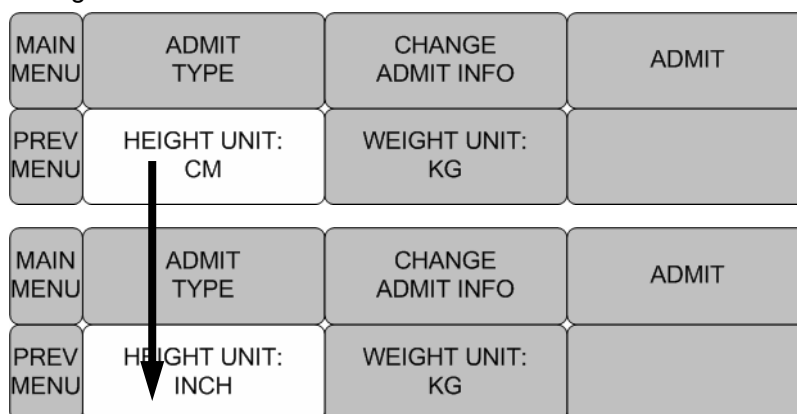 MAIN MENU
ADMIT TYPE
CHANGE ADMIT INFO
ADMIT
PREV MENU
HEIGHT UNIT: CM
WEIGHT UNIT: KG
MAIN MENU
ADMIT TYPE
CHANGE ADMIT INFO
ADMIT
PREV MENU
HEIGHT UNIT: INCH
WEIGHT UNIT: KG